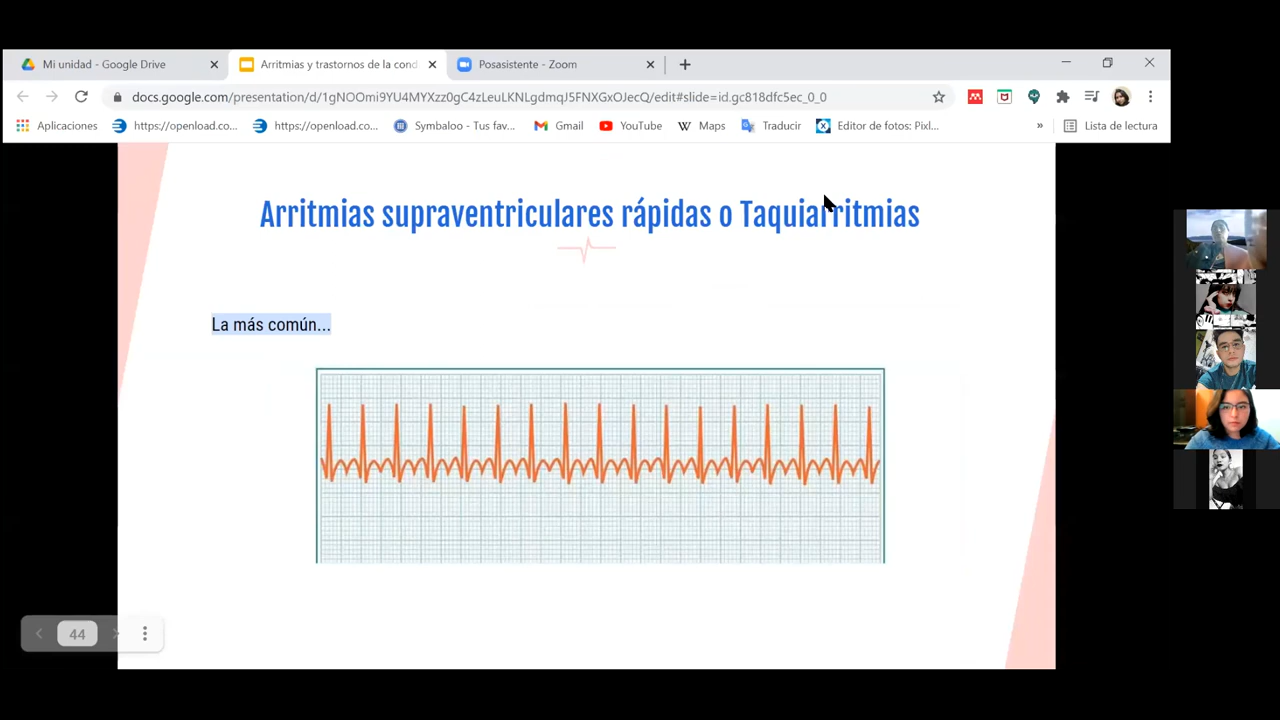 Mi unidad - Google Drive
Arritmias y trastornos de la cond
Posasistente - Zoom
docs.google.com/presentation/d/1gNOOmi9YU4MYXzz0gC4zLeuLKNLgdmqJ5FNXGxOJecQ/edit#slide=id.gc818dfc5ec_0_0
Aplicaciones
https://openload.co...
https://openload.co...
Symbaloo - Tus fav...
Gmail
YouTube
W Maps
Traducir
Editor de fotos: Pixl...
»
Lista de lectura
Arritmias supraventriculares rápidas o Taquiarritmias
La más común...
44